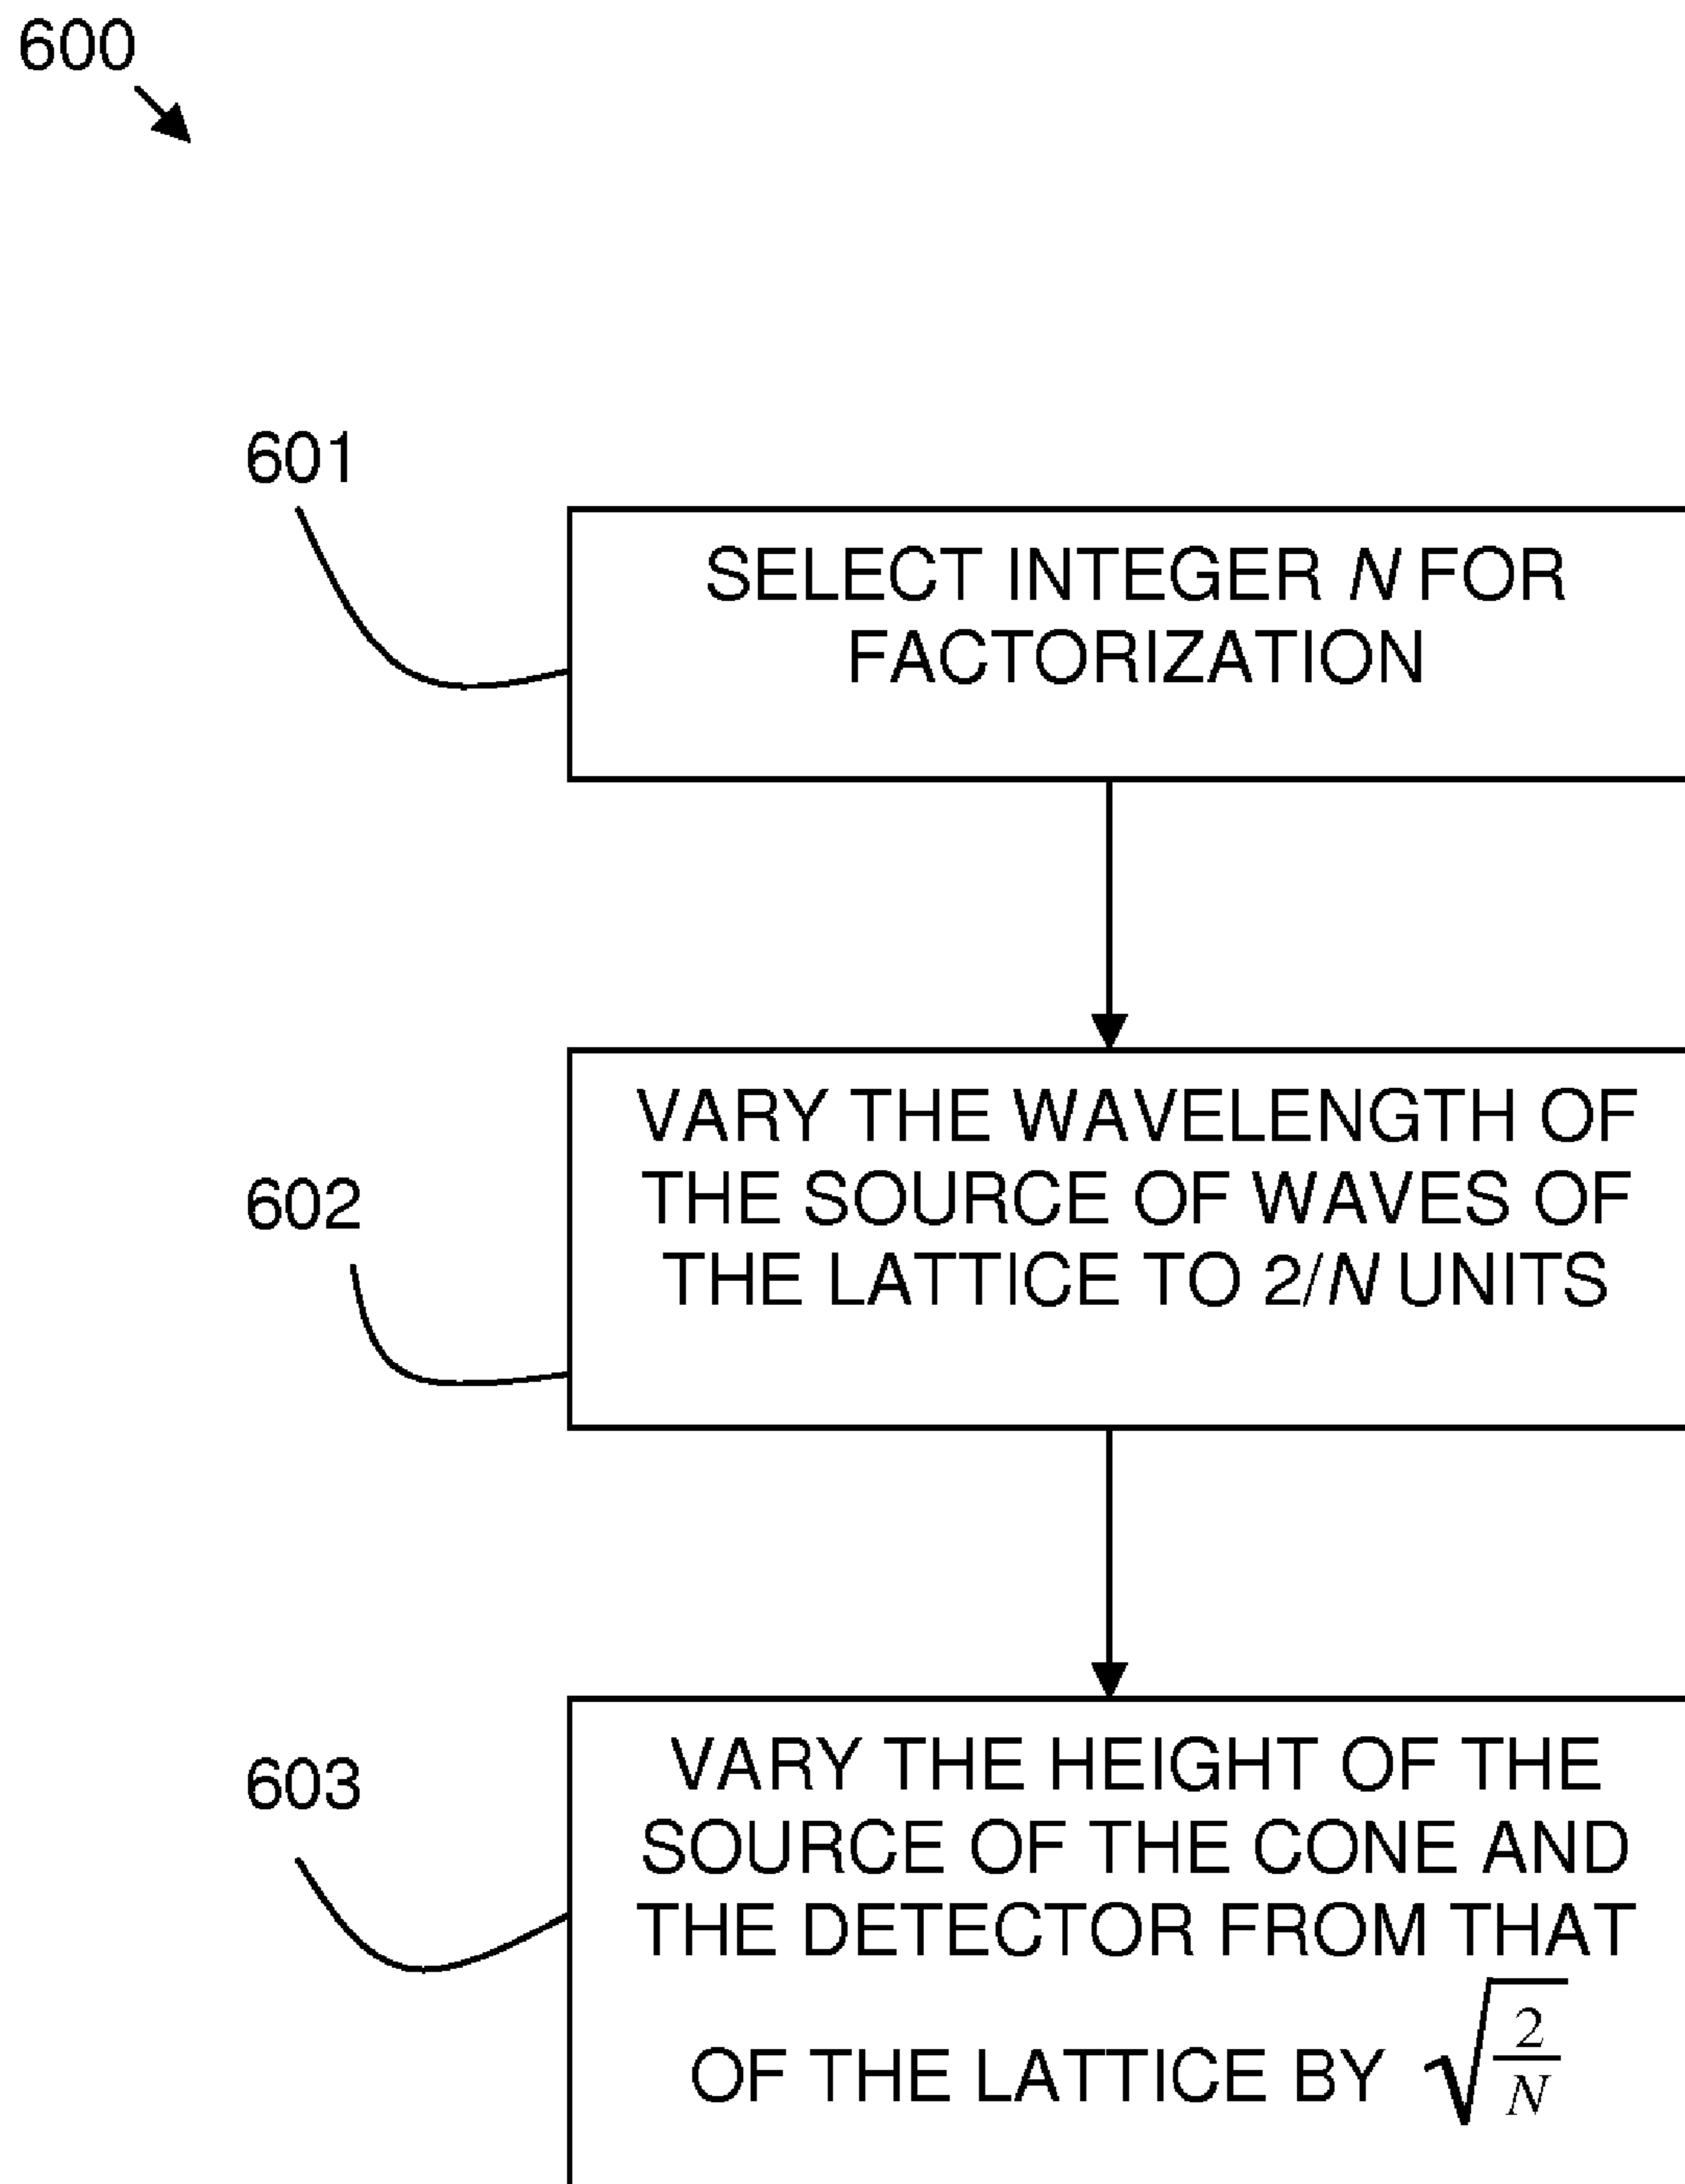 600
601
SELECT INTEGER N FOR
FACTORIZATION
602
VARY THE WAVELENGTH OF
THE SOURCE OF WAVES OF
THE LATTICE TO 2/N UNITS
603
VARY THE HEIGHT OF THE
SOURCE OF THE CONE AND
THE DETECTOR FROM THAT
OF THE LATTICE BY √(2/N)